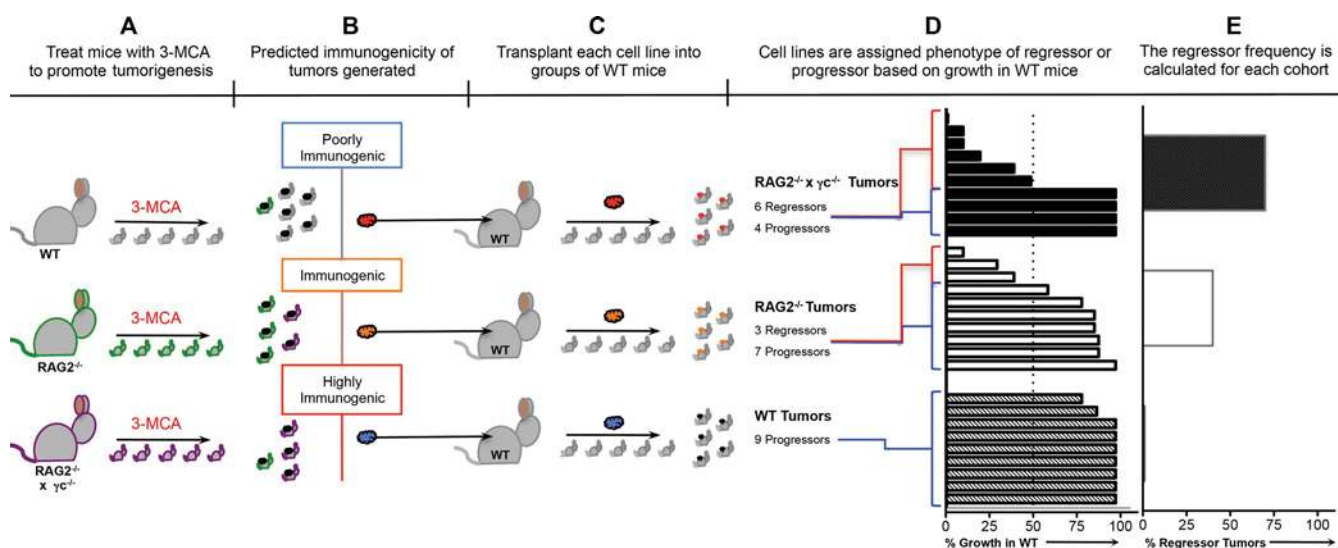 A
Treat mice with 3-MCA
to promote tumorigenesis
B
Predicted immunogenicity of
tumors generated
C
Transplant each cell line into
groups of WT mice
D
Cell lines are assigned phenotype of regressor or
progressor based on growth in WT mice
E
The regressor frequency is
calculated for each cohort
3-MCA
WT
3-MCA
RAG2-/-
3-MCA
RAG2-/-
x γc-/-
Poorly
Immunogenic
Immunogenic
Highly
Immunogenic
WT
WT
WT
RAG2-/- x γc-/- Tumors
6 Regressors
4 Progressors
RAG2-/- Tumors
3 Regressors
7 Progressors
WT Tumors
9 Progressors
0 25 50 75 100
% Growth in WT
0 25 50 75 100
% Regressor Tumors